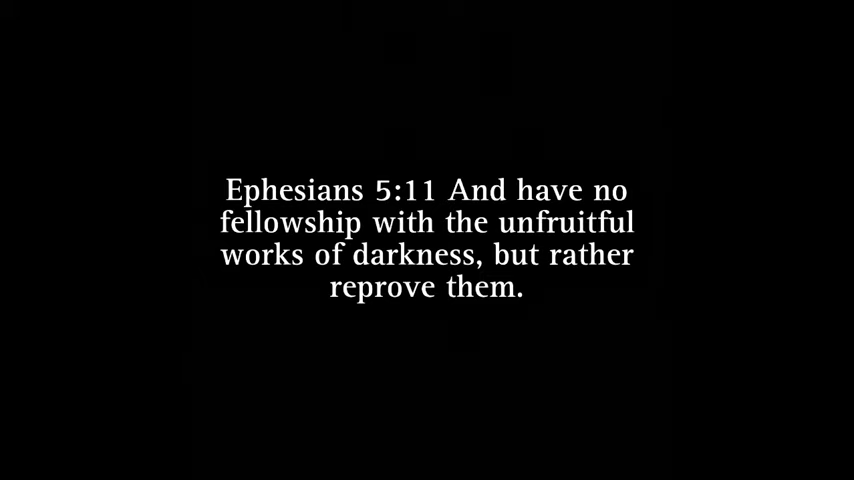 Ephesians 5:11 And have no
fellowship with the unfruitful
works of darkness, but rather
reprove them.